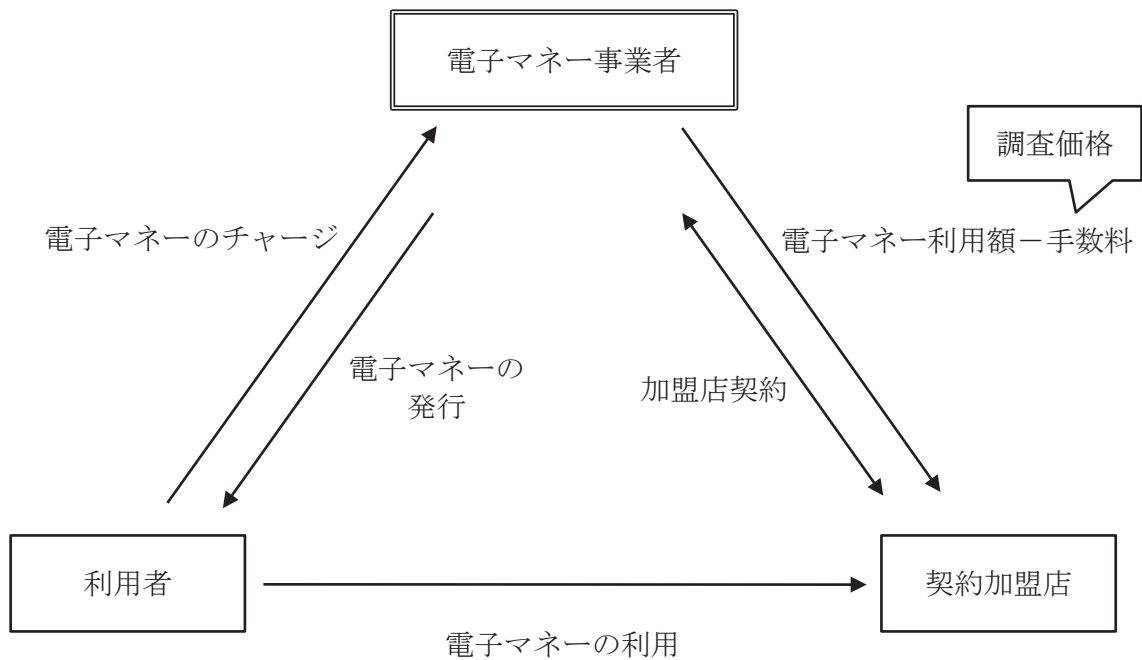 電子マネー事業者
調査価格
電子マネーのチャージ
電子マネー利用額－手数料
電子マネーの
発行
加盟店契約
利用者
契約加盟店
電子マネーの利用